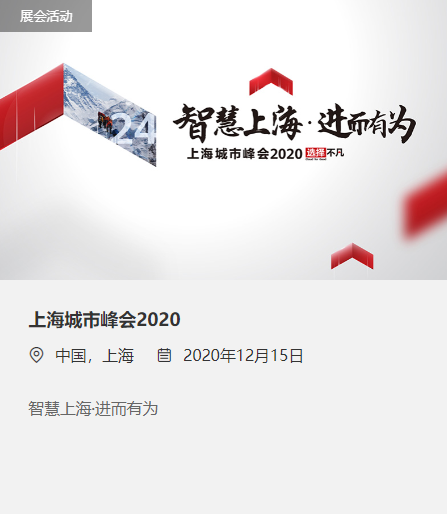 展会活动
24
智慧上海·进而有为
上海城市峰会2020 选择不凡
上海城市峰会2020
中国，上海 2020年12月15日
智慧上海·进而有为